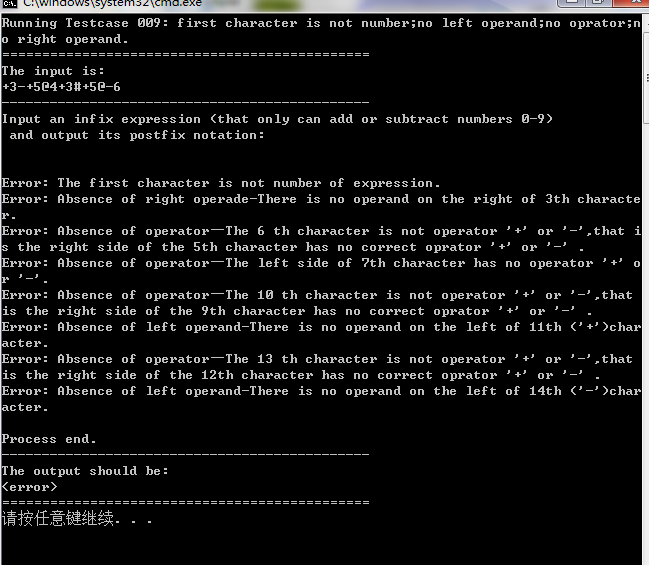 C:\windows\system32\cmd.exe
Running Testcase 009: first character is not number;no left operand;no oprator;n
o right operand.
==============================================
The input is:
+3-+5@4+3#+5@-6
----------------------------------------------
Input an infix expression (that only can add or subtract numbers 0-9)
 and output its postfix notation:
Error: The first character is not number of expression.
Error: Absence of right operade-There is no operand on the right of 3th characte
r.
Error: Absence of operator--The 6 th character is not operator '+' or '-',that i
s the right side of the 5th character has no correct oprator '+' or '-' .
Error: Absence of operator--The left side of 7th character has no operator '+' o
r '-'.
Error: Absence of operator--The 10 th character is not operator '+' or '-',that
is the right side of the 9th character has no correct oprator '+' or '-' .
Error: Absence of left operand-There is no operand on the left of 11th ('+')char
acter.
Error: Absence of operator--The 13 th character is not operator '+' or '-',that
is the right side of the 12th character has no correct oprator '+' or '-' .
Error: Absence of left operand-There is no operand on the left of 14th ('-')char
acter.
Process end.
----------------------------------------------
The output should be:
<error>
==============================================
请按任意键继续. . .